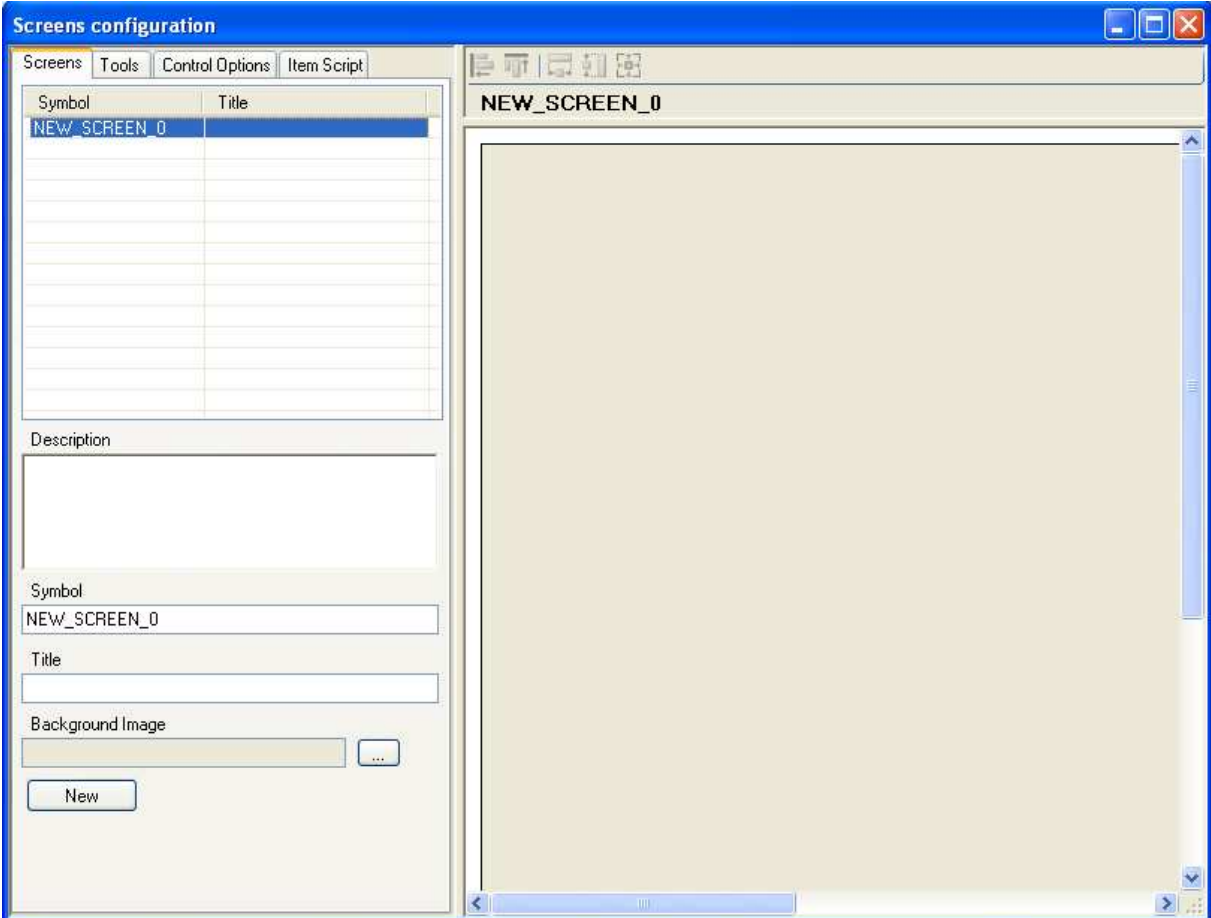 Screens configuration
Screens Tools Control Options Item Script
Symbol Title
NEW_SCREEN_0
Description
Symbol
NEW_SCREEN_0
Title
Background Image
...
New
NEW_SCREEN_0